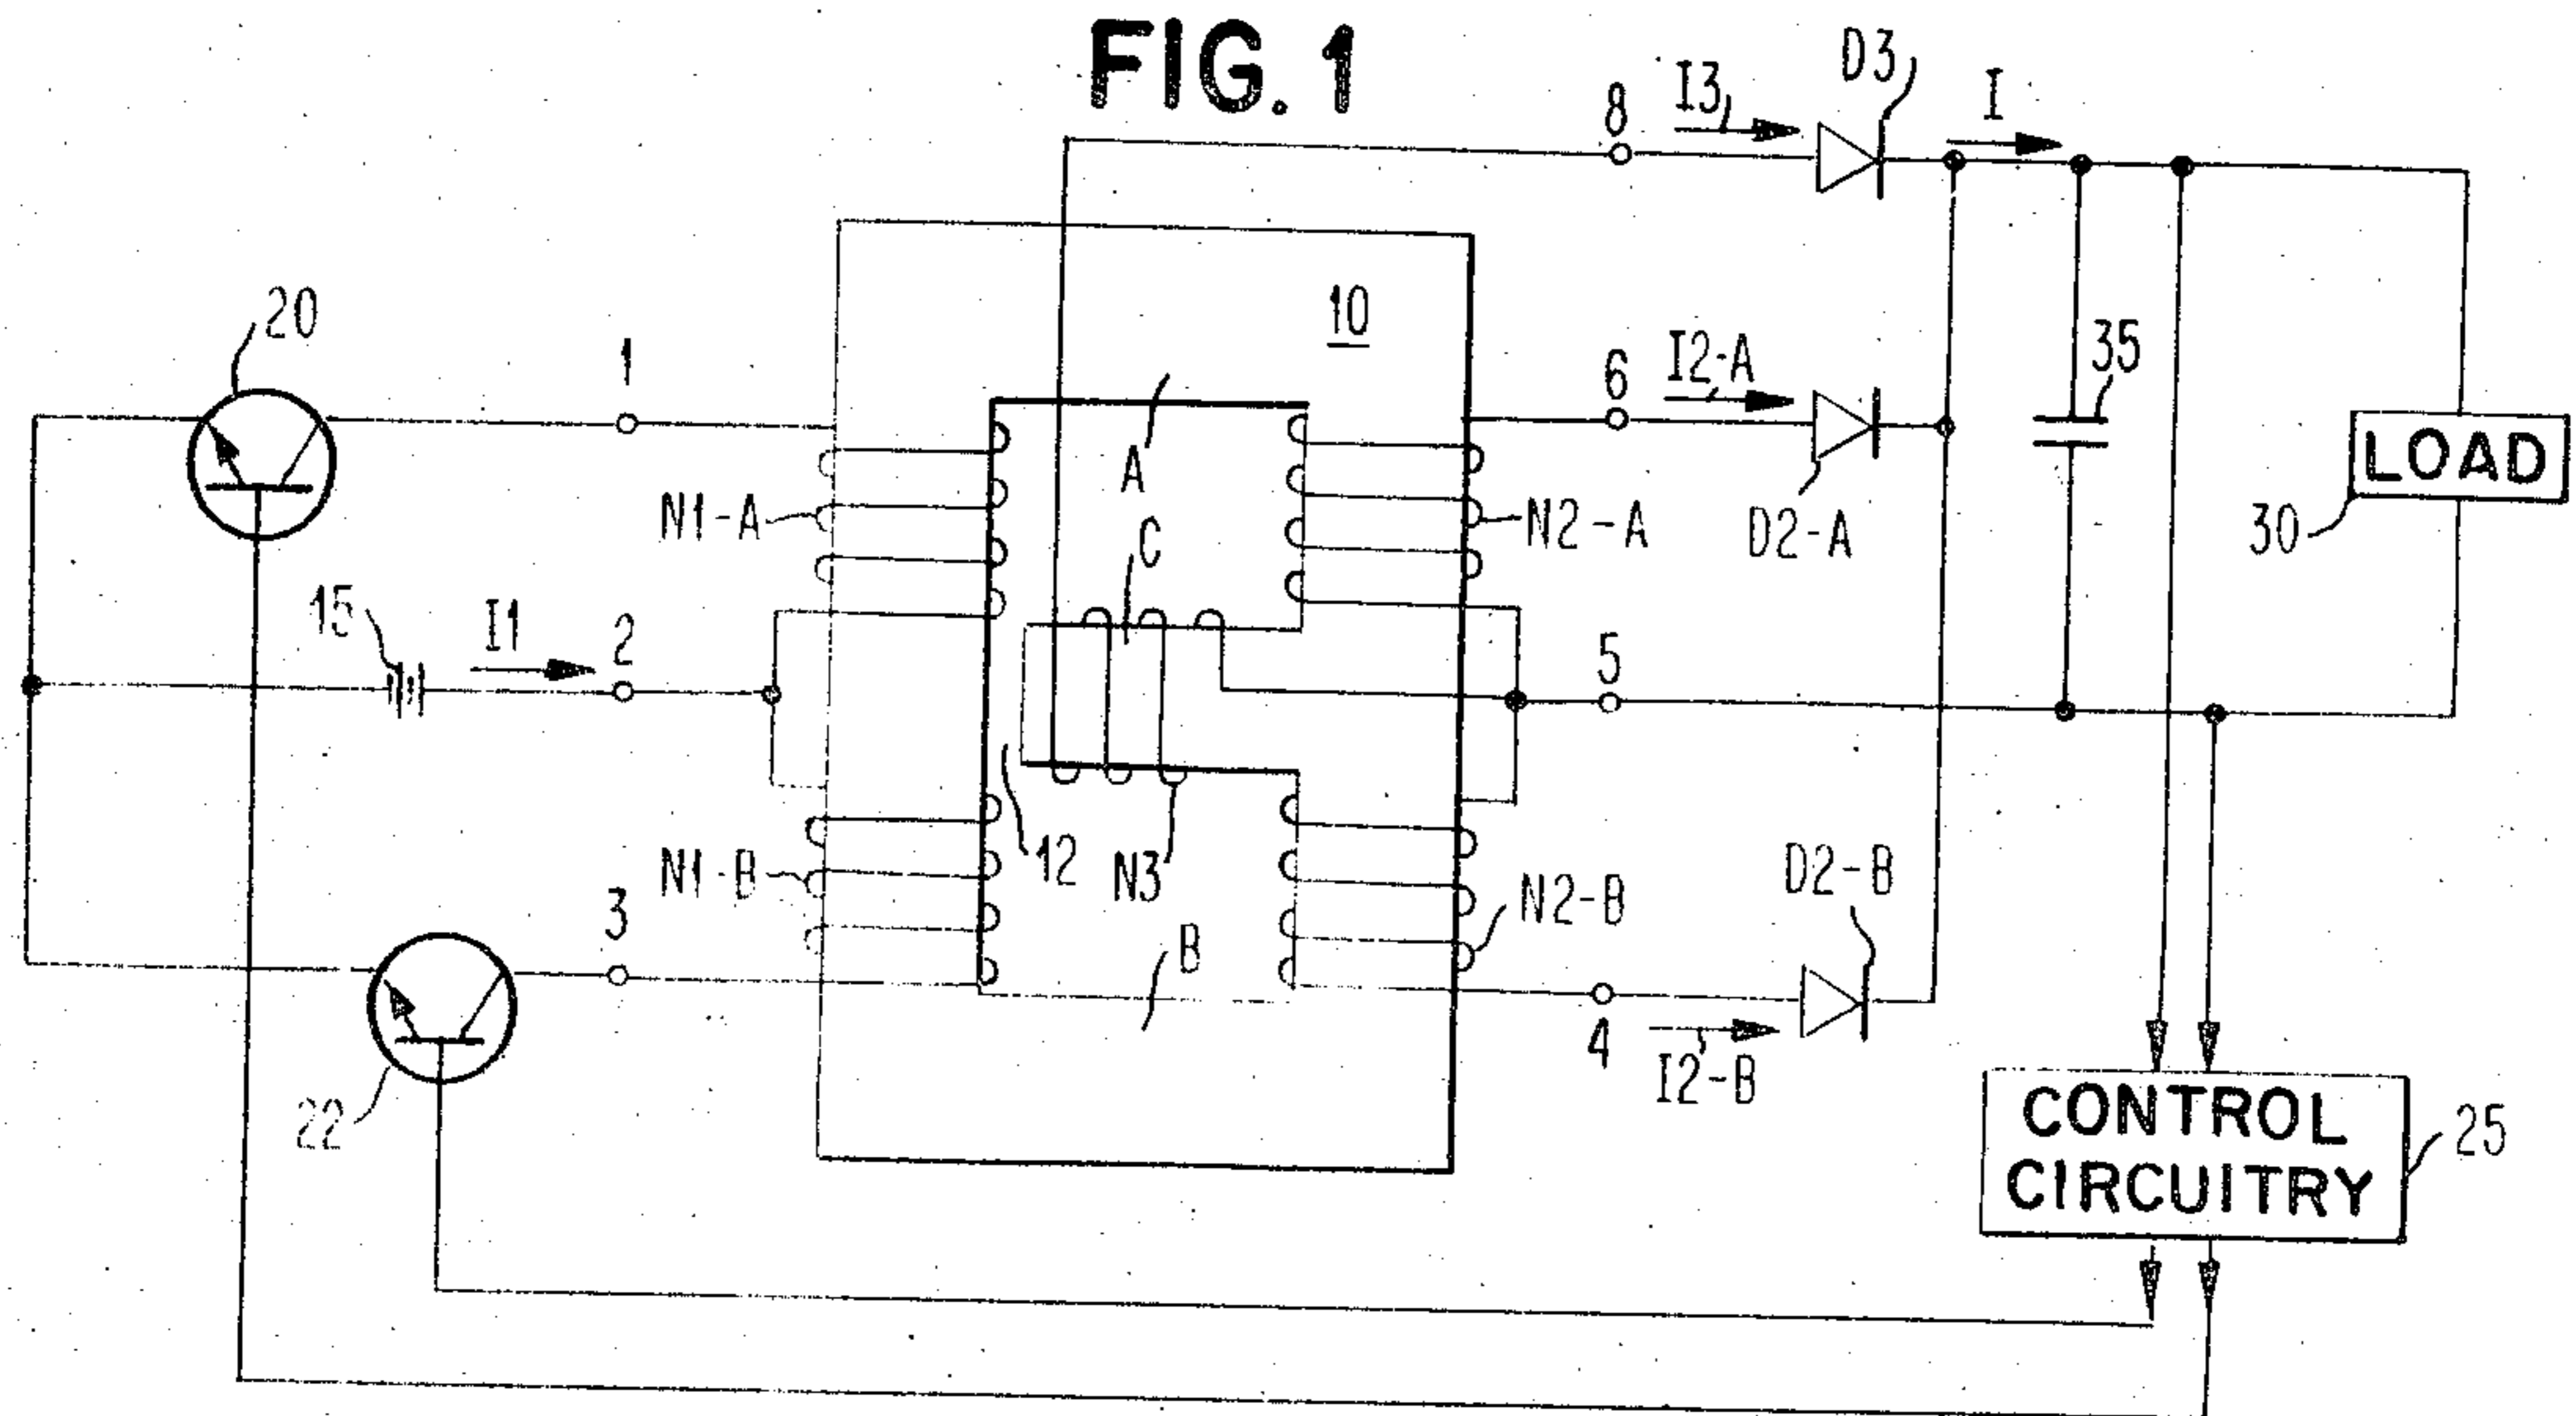 FIG. 1
8
I3
D3
I
10
20
1
A
6
I2-A
35
LOAD
N1-A
C
N2-A
D2-A
30
15
I1
2
5
N1-B
12
N3
D2-B
3
B
N2-B
4
I2-B
22
CONTROL
CIRCUITRY
25